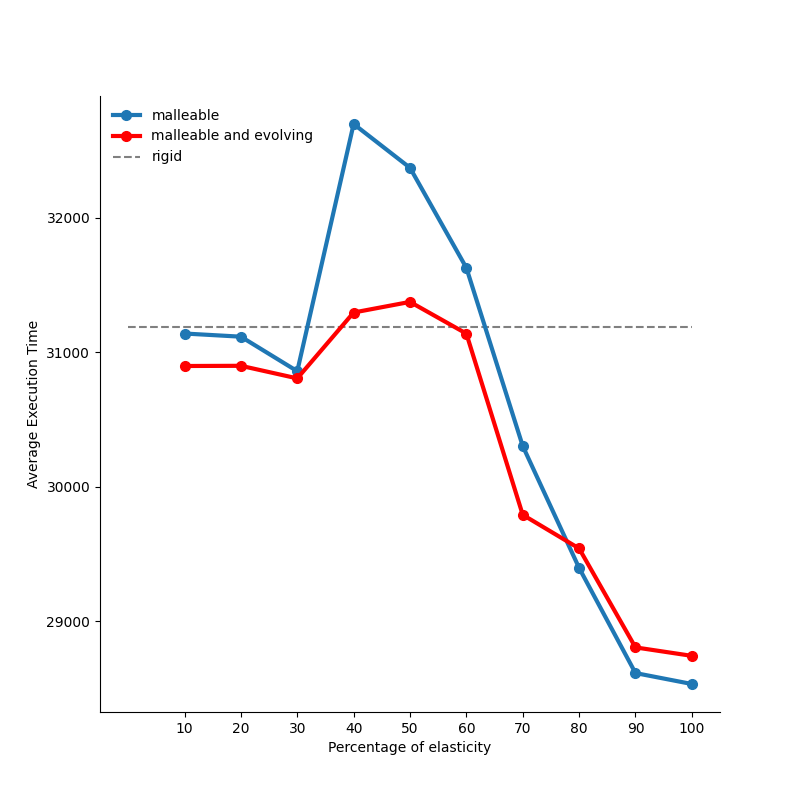 malleable
malleable and evolving
rigid
Average Execution Time
32000
31000
30000
29000
10 20 30 40 50 60 70 80 90 100
Percentage of elasticity